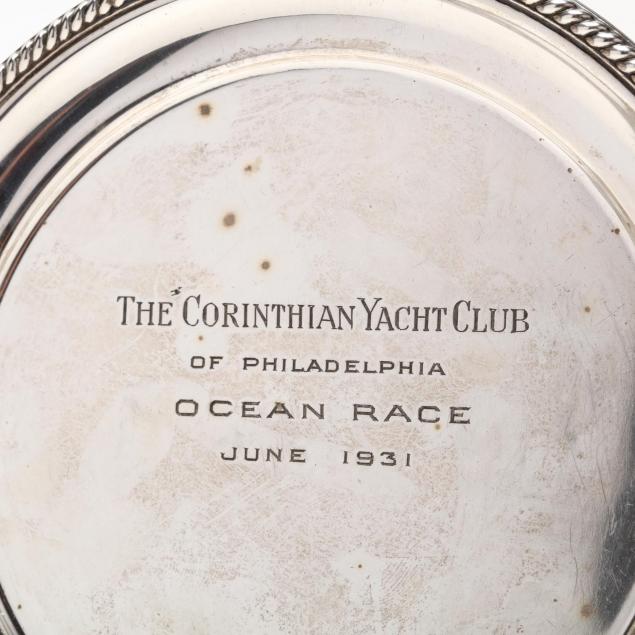 THE CORINTHIAN YACHT CLUB
OF PHILADELPHIA
OCEAN RACE
JUNE 1931